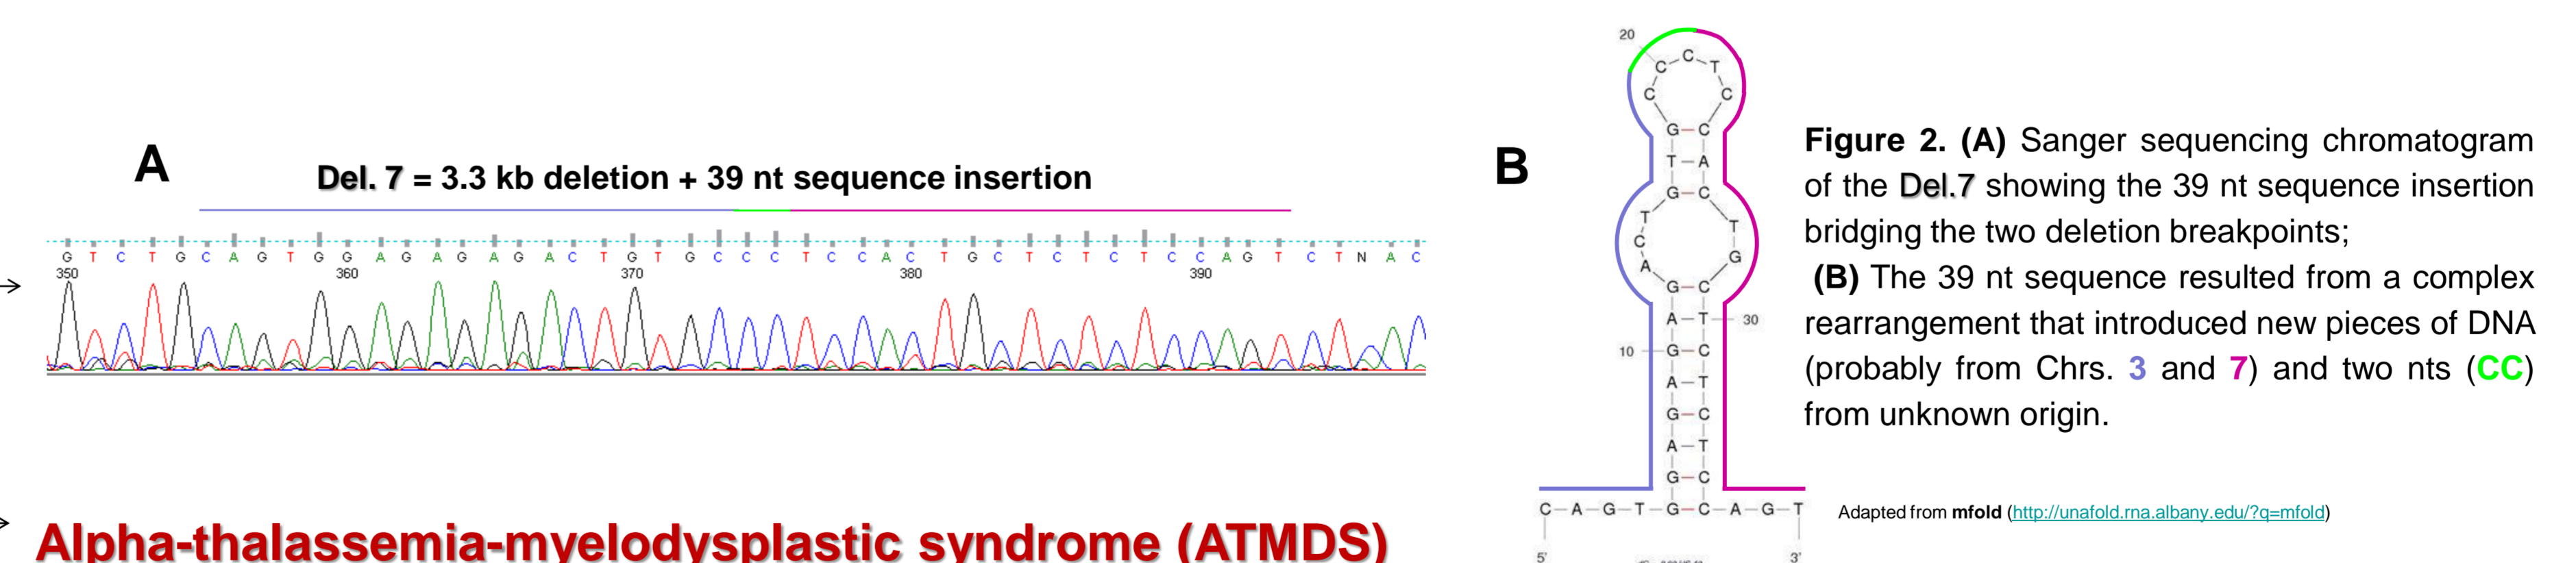 A
Del. 7 = 3.3 kb deletion + 39 nt sequence insertion
G T C T G C A G T G G A G A G A G A C T G T G C C C T C C A C T G C T C T C T C C A G T C T N A C
350 360 370 380 390
B
20
C
C T
C C
G C
T A
G C
T T
C
G
A
G C
A T 30
10 G C
A T
G C
A T
G C
C A G T G C A G T
5' 3'
Figure 2. (A) Sanger sequencing chromatogram
of the Del.7 showing the 39 nt sequence insertion
bridging the two deletion breakpoints;
(B) The 39 nt sequence resulted from a complex
rearrangement that introduced new pieces of DNA
(probably from Chrs. 3 and 7) and two nts (CC)
from unknown origin.
Adapted from mfold (http://unafold.rna.albany.edu/?q=mfold)
Alpha-thalassemia-myelodysplastic syndrome (ATMDS)